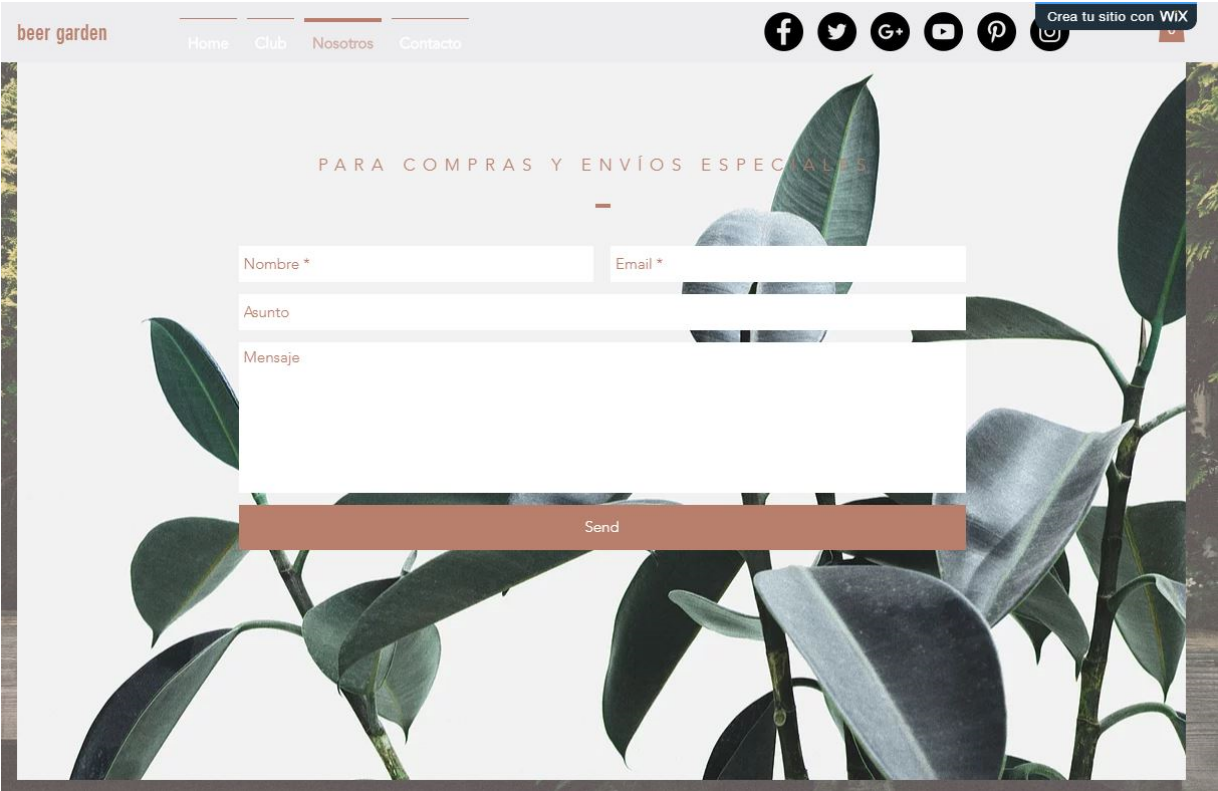 beer garden
Home Club Nosotros Contacto
Crea tu sitio con WiX
0
PARA COMPRAS Y ENVÍOS ESPECIALES
Nombre * Email *
Asunto
Mensaje
Send